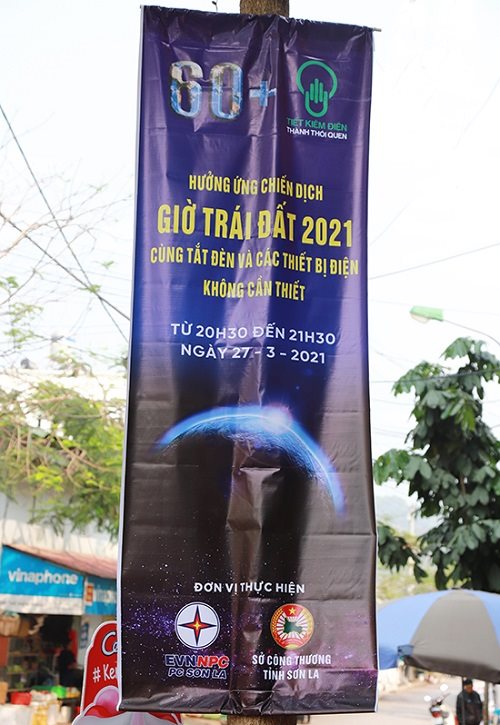 60+
TIẾT KIỆM ĐIỆN
THÀNH THÓI QUEN
HƯỞNG ỨNG CHIẾN DỊCH
GIỜ TRÁI ĐẤT 2021
CÙNG TẮT ĐÈN VÀ CÁC THIẾT BỊ ĐIỆN
KHÔNG CẦN THIẾT
TỪ 20H30 ĐẾN 21H30
NGÀY 27 - 3 - 2021
ĐƠN VỊ THỰC HIỆN
EVNNPC
PC SON LA
SỞ CÔNG THƯƠNG
TỈNH SƠN LA
vinaphone